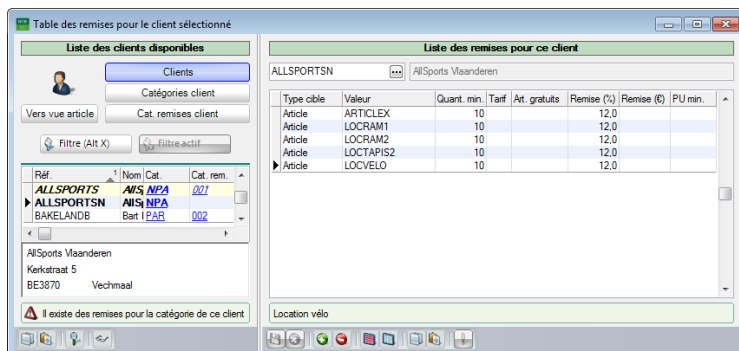 Table des remises pour le client sélectionné
Liste des clients disponibles
Clients
Catégories client
Vers vue article
Cat. remises client
Filtre (Alt X)
Filtre actif
Réf. 1 Nom Cat. Cat. rem.
ALLSPORTS AllS NPA 001
ALLSPORTSN AllS NPA
BAKELANDB Bart PAR 002
AllSports Vlaanderen
Kerkstraat 5
BE3870 Vechmaal
Il existe des remises pour la catégorie de ce client
Liste des remises pour ce client
ALLSPORTSN ... AllSports Vlaanderen
Type cible Valeur Quant. min. Tarif Art. gratuits Remise (%) Remise (€) PU min.
Article ARTICLEX 10 12,0
Article LOCRAM1 10 12,0
Article LOCRAM2 10 12,0
Article LOCTAPIS2 10 12,0
Article LOCVELO 10 12,0
Location vélo